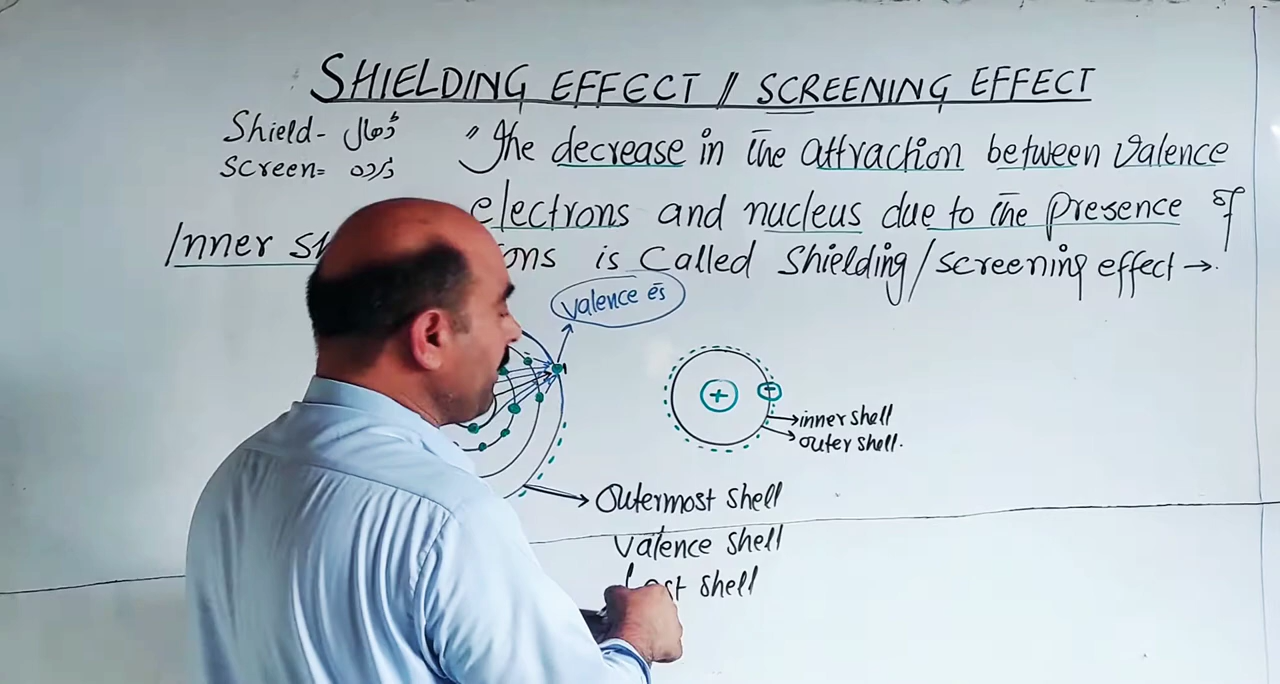 SHIELDING EFFECT // SCREENING EFFECT
Shield - ڈھال
Screen =
"The decrease in the attraction between valence
electrons and nucleus due to the presence of
Inner is called shielding/screening effect →.
valence es
+ -
inner shell
outer shell.
Outermost shell
valence shell
shell